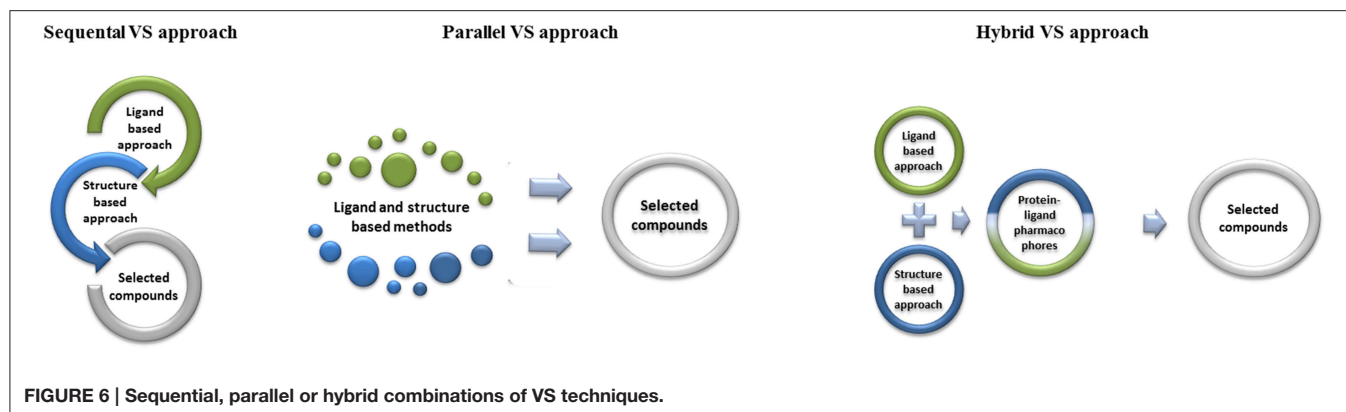 Sequental VS approach
Ligand
based
approach
Structure
based
approach
Selected
compounds
Parallel VS approach
Ligand and structure
based methods
Selected
compounds
Hybrid VS approach
Ligand
based
approach
Structure
based
approach
Protein-
ligand
pharmaco
phores
Selected
compounds
FIGURE 6 | Sequential, parallel or hybrid combinations of VS techniques.